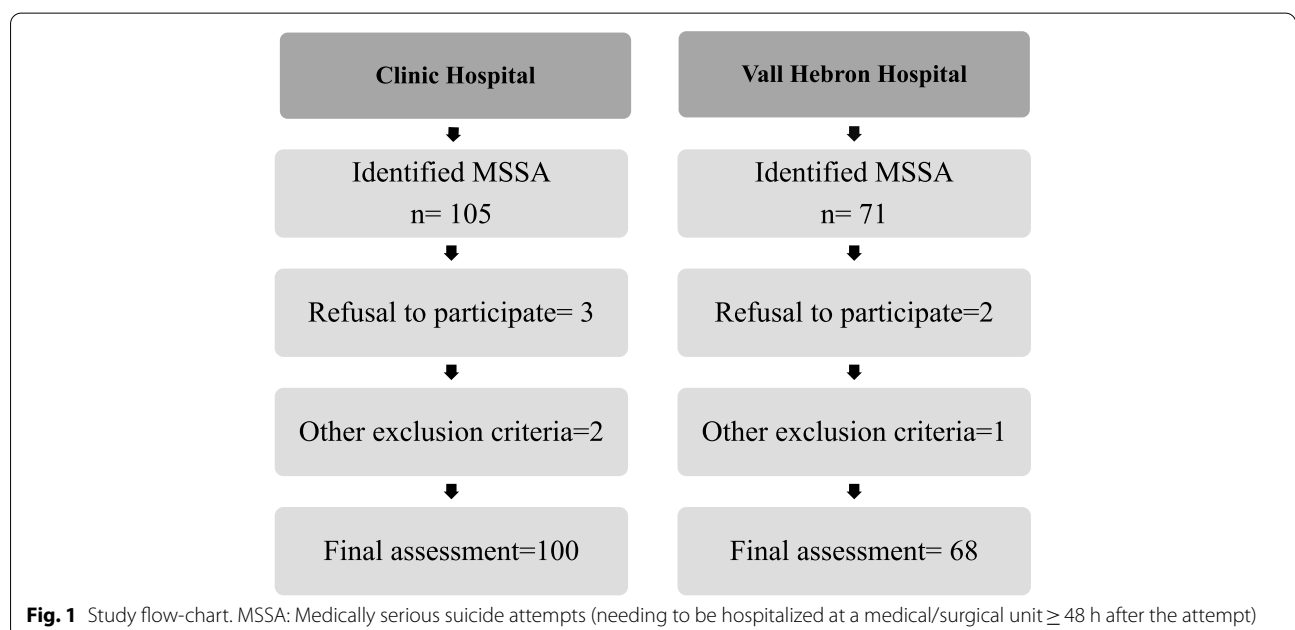 Clinic Hospital
Identified MSSA
n= 105
Refusal to participate= 3
Other exclusion criteria=2
Final assessment=100
Vall Hebron Hospital
Identified MSSA
n= 71
Refusal to participate=2
Other exclusion criteria=1
Final assessment= 68
Fig. 1 Study flow-chart. MSSA: Medically serious suicide attempts (needing to be hospitalized at a medical/surgical unit ≥ 48 h after the attempt)